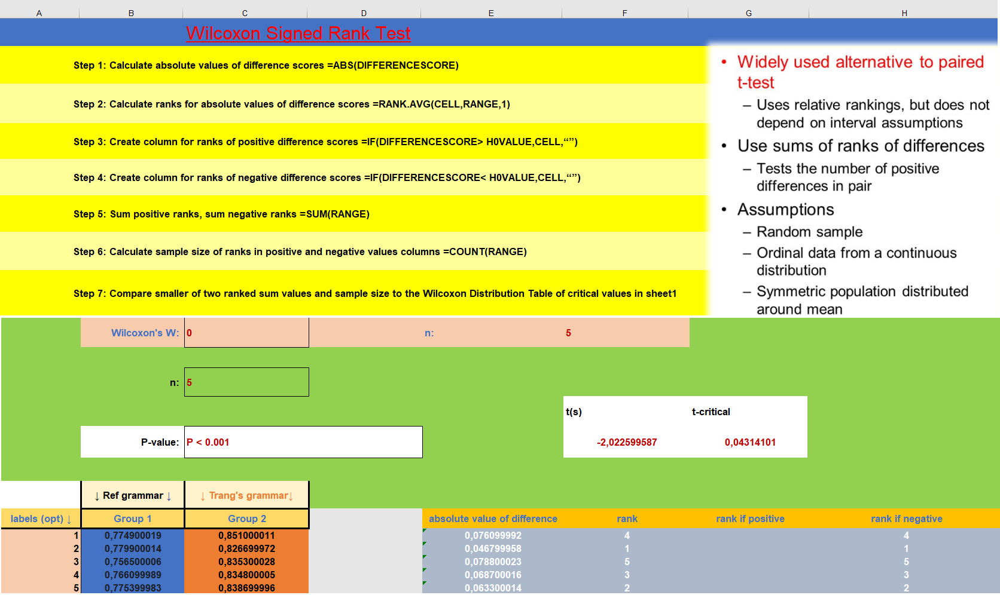 A B C D E F G H
Wilcoxon Signed Rank Test
Step 1: Calculate absolute values of difference scores =ABS(DIFFERENCESCORE)
Step 2: Calculate ranks for absolute values of difference scores =RANK.AVG(CELL,RANGE,1)
Step 3: Create column for ranks of positive difference scores =IF(DIFFERENCESCORE> H0VALUE,CELL,“”)
Step 4: Create column for ranks of negative difference scores =IF(DIFFERENCESCORE< H0VALUE,CELL,“”)
Step 5: Sum positive ranks, sum negative ranks =SUM(RANGE)
Step 6: Calculate sample size of ranks in positive and negative values columns =COUNT(RANGE)
Step 7: Compare smaller of two ranked sum values and sample size to the Wilcoxon Distribution Table of critical values in sheet1
• Widely used alternative to paired
t-test
– Uses relative rankings, but does not
depend on interval assumptions
• Use sums of ranks of differences
– Tests the number of positive
differences in pair
• Assumptions
– Random sample
– Ordinal data from a continuous
distribution
– Symmetric population distributed
around mean
Wilcoxon's W: 0 n: 5
n: 5
t(s) t-critical
P-value: P < 0.001 -2,022599587 0,04314101
↓ Ref grammar ↓ ↓ Trang's grammar↓
labels (opt) ↓ Group 1 Group 2 absolute value of difference rank rank if positive rank if negative
1 0,774900019 0,851000011 0,076099992 4 4
2 0,779900014 0,826699972 0,046799958 1 1
3 0,756500006 0,835300028 0,078800023 5 5
4 0,766099989 0,834800005 0,068700016 3 3
5 0,775399983 0,838699996 0,063300014 2 2